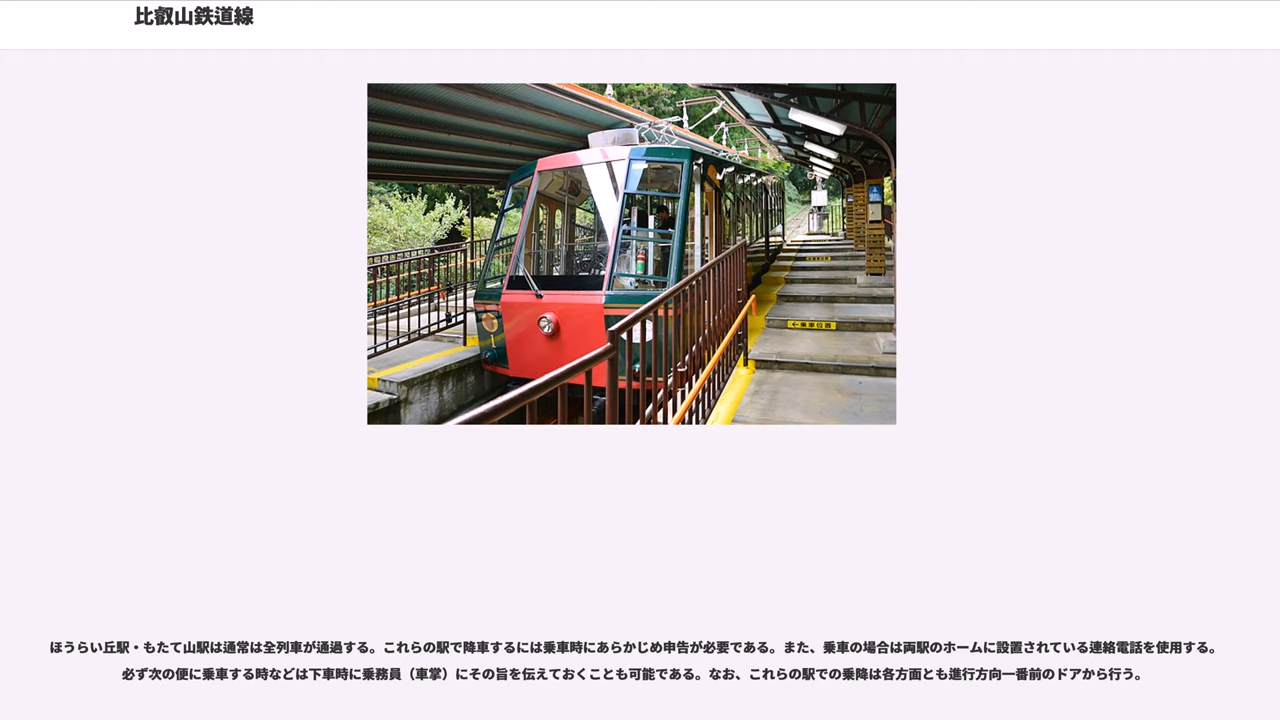 比叡山鉄道線
←乗車位置
ほうらい丘駅・もたて山駅は通常は全列車が通過する。これらの駅で降車するには乗車時にあらかじめ申告が必要である。また、乗車の場合は両駅のホームに設置されている連絡電話を使用する。
必ず次の便に乗車する時などは下車時に乗務員（車掌）にその旨を伝えておくことも可能である。なお、これらの駅での乗降は各方面とも進行方向一番前のドアから行う。